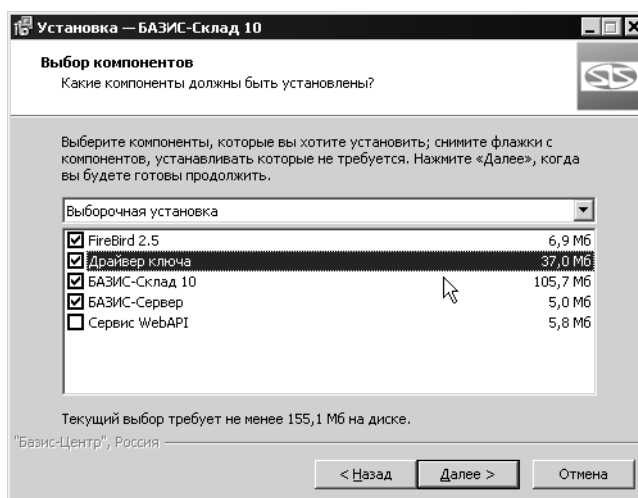 Установка — БАЗИС-Склад 10
Выбор компонентов
Какие компоненты должны быть установлены?
Выберите компоненты, которые вы хотите установить; снимите флажки с
компонентов, устанавливать которые не требуется. Нажмите «Далее», когда
вы будете готовы продолжить.
Выборочная установка
FireBird 2.5 6,9 Мб
Драйвер ключа 37,0 Мб
БАЗИС-Склад 10 105,7 Мб
БАЗИС-Сервер 5,0 Мб
Сервис WebAPI 5,8 Мб
Текущий выбор требует не менее 155,1 Мб на диске.
"Базис-Центр", Россия
< Назад Далее > Отмена